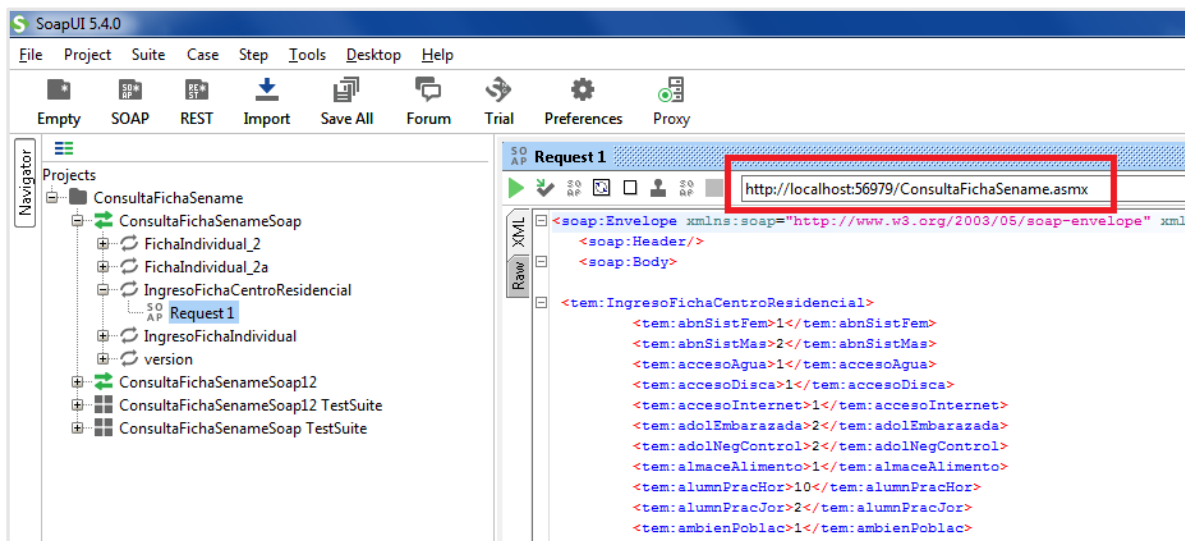 SoapUI 5.4.0
File Project Suite Case Step Tools Desktop Help
Empty SOAP REST Import Save All Forum Trial Preferences Proxy
Navigator
Projects
ConsultaFichaSename
ConsultaFichaSenameSoap
FichaIndividual_2
FichaIndividual_2a
IngresoFichaCentroResidencial
Request 1
IngresoFichaIndividual
version
ConsultaFichaSenameSoap12
ConsultaFichaSenameSoap12 TestSuite
ConsultaFichaSenameSoap TestSuite
Request 1
http://localhost:56979/ConsultaFichaSename.asmx
XML
Raw
<soap:Envelope xmlns:soap="http://www.w3.org/2003/05/soap-envelope" xml
<soap:Header/>
<soap:Body>
<tem:IngresoFichaCentroResidencial>
<tem:abnSistFem>1</tem:abnSistFem>
<tem:abnSistMas>2</tem:abnSistMas>
<tem:accesoAgua>1</tem:accesoAgua>
<tem:accesoDisca>1</tem:accesoDisca>
<tem:accesoInternet>1</tem:accesoInternet>
<tem:adolEmbarazada>2</tem:adolEmbarazada>
<tem:adolNegControl>2</tem:adolNegControl>
<tem:almaceAlimento>1</tem:almaceAlimento>
<tem:alumnPracHor>10</tem:alumnPracHor>
<tem:alumnPracJor>2</tem:alumnPracJor>
<tem:ambienPoblac>1</tem:ambienPoblac>